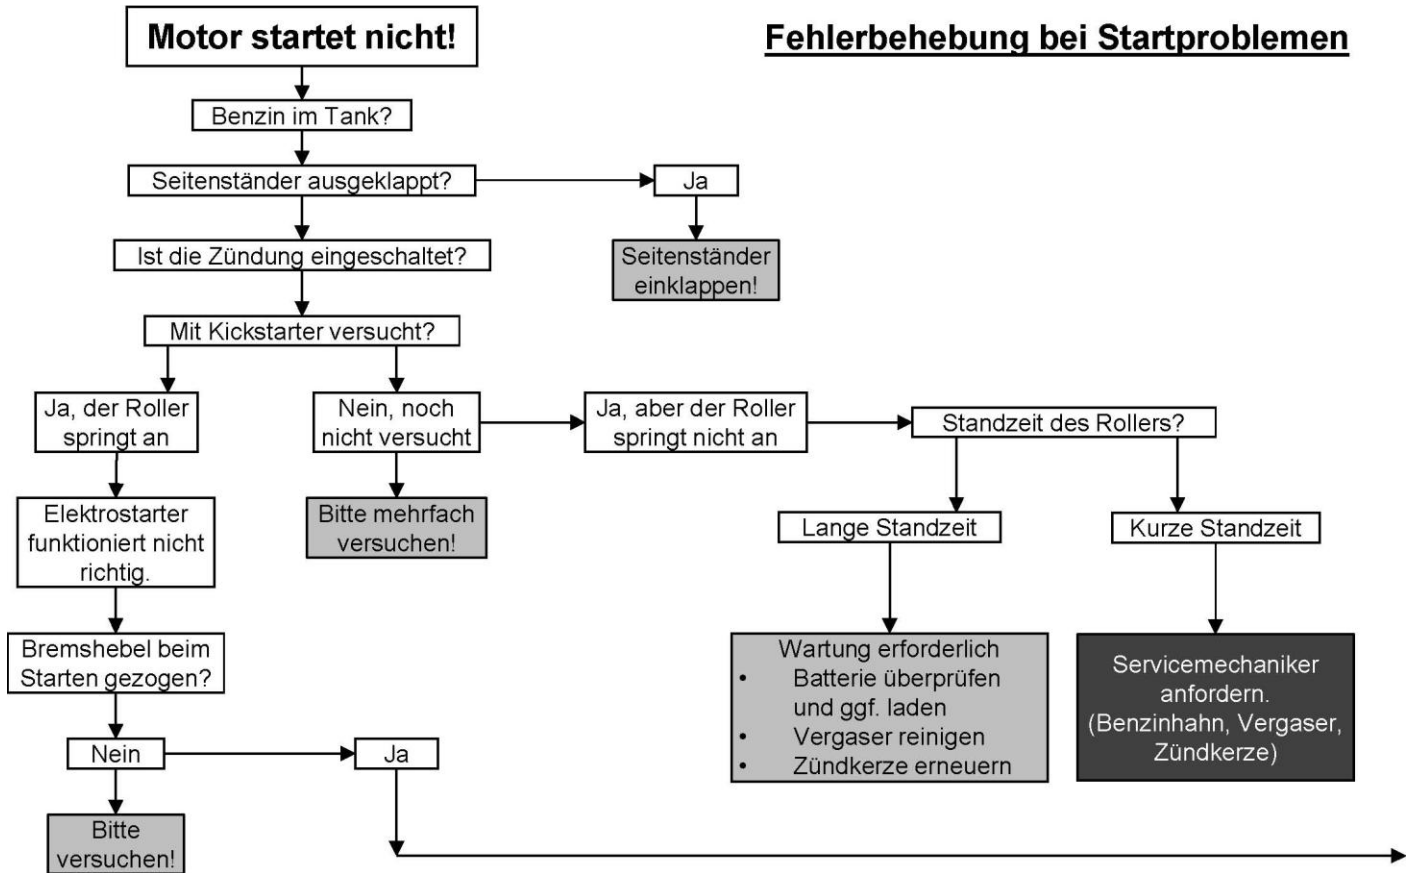 Motor startet nicht!
Fehlerbehebung bei Startproblemen
Benzin im Tank?
Seitenständer ausgeklappt?
Ja
Ist die Zündung eingeschaltet?
Seitenständer
einklappen!
Mit Kickstarter versucht?
Ja, der Roller
springt an
Nein, noch
nicht versucht
Ja, aber der Roller
springt nicht an
Standzeit des Rollers?
Elektrostarter
funktioniert nicht
richtig.
Bitte mehrfach
versuchen!
Lange Standzeit
Kurze Standzeit
Bremshebel beim
Starten gezogen?
Wartung erforderlich
• Batterie überprüfen
und ggf. laden
• Vergaser reinigen
• Zündkerze erneuern
Servicemechaniker
anfordern.
(Benzinhahn, Vergaser,
Zündkerze)
Nein
Ja
Bitte
versuchen!